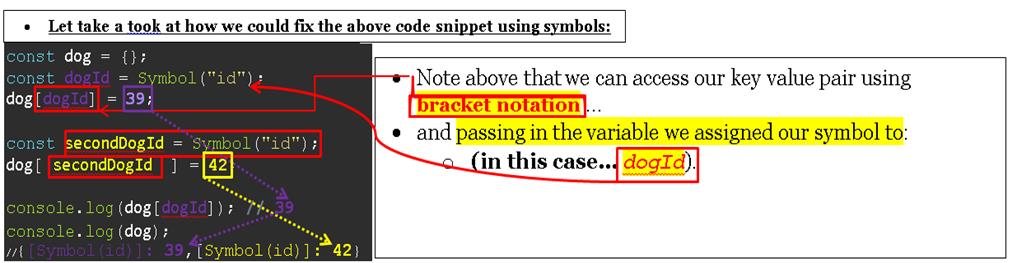 Let take a took at how we could fix the above code snippet using symbols:
const dog = {};
const dogId = Symbol("id");
dog[dogId] = 39;
const secondDogId = Symbol("id");
dog[ secondDogId ] = 42
console.log(dog[dogId]); // 39
console.log(dog);
//{[Symbol(id)]: 39,[Symbol(id)]: 42}
Note above that we can access our key value pair using
bracket notation…
and passing in the variable we assigned our symbol to:
(in this case…dogId).